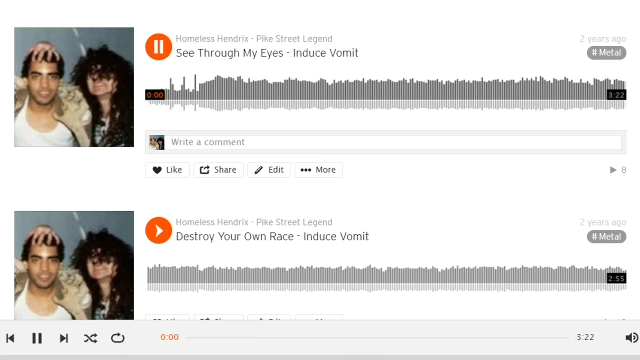 Homeless Hendrix - Pike Street Legend
2 years ago
See Through My Eyes - Induce Vomit
# Metal
0:00
3:22
Write a comment
Like
Share
Edit
More
8
Homeless Hendrix - Pike Street Legend
2 years ago
Destroy Your Own Race - Induce Vomit
# Metal
2:55
0:00
3:22